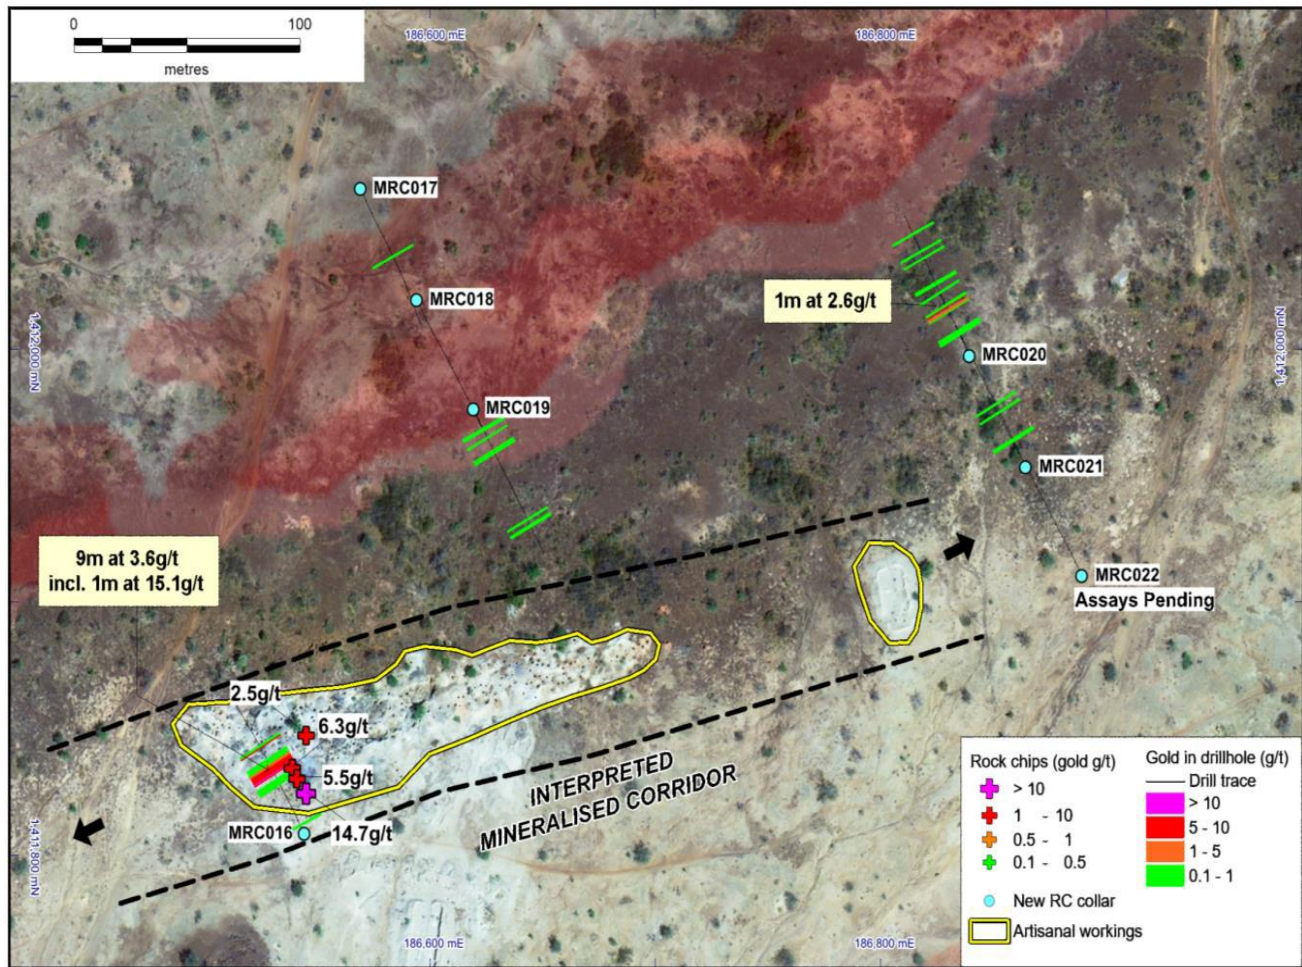 0 100
metres
186,600 mE
186,800 mE
MRC017
MRC018
1m at 2.6g/t
1,412,000 mN
1,412,000 mN
MRC020
MRC019
MRC021
9m at 3.6g/t
incl. 1m at 15.1g/t
MRC022
Assays Pending
2.5g/t
6.3g/t
5.5g/t
INTERPRETED
MINERALISED CORRIDOR
MRC016
14.7g/t
1,411,800 mN
186,600 mE
186,800 mE
Rock chips (gold g/t)
> 10
1 - 10
0.5 - 1
0.1 - 0.5
New RC collar
Artisanal workings
Gold in drillhole (g/t)
Drill trace
> 10
5 - 10
1 - 5
0.1 - 1